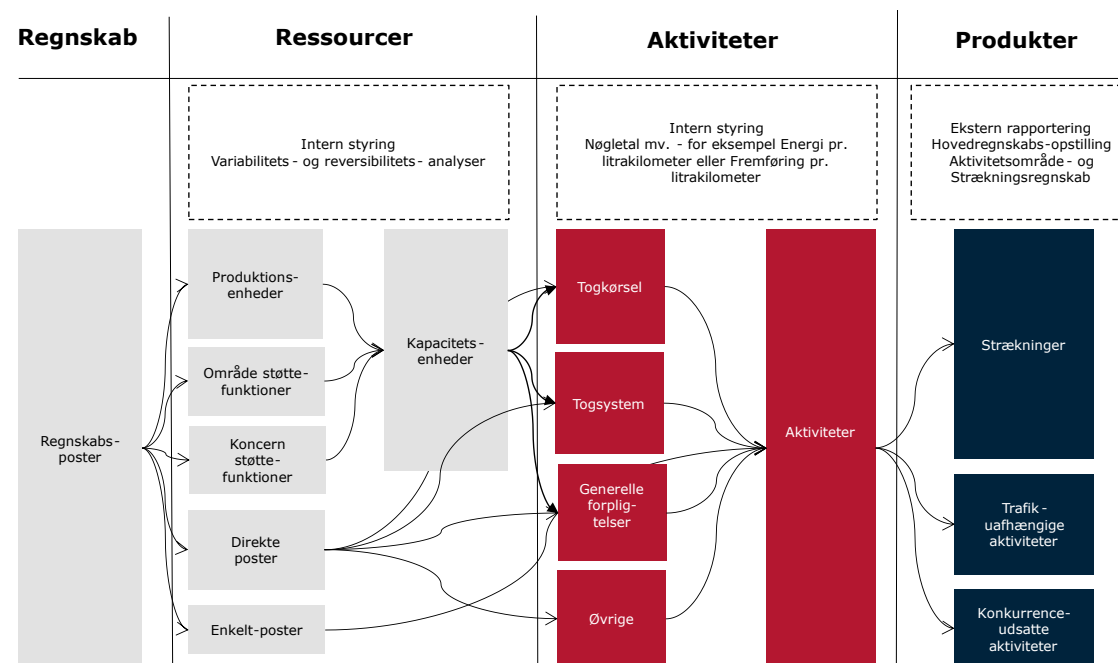 Regnskab
Ressourcer
Aktiviteter
Produkter
Intern styring
Variabilitets- og reversibilitets- analyser
Intern styring
Nøgletal mv. - for eksempel Energi pr.
litrakilometer eller Fremføring pr.
litrakilometer
Ekstern rapportering
Hovedregnskabs-opstilling
Aktivitetsområde- og
Strækningsregnskab
Regnskabs-
poster
Produktions-
enheder
Område støtte-
funktioner
Koncern
støtte-
funktioner
Direkte
poster
Enkelt-poster
Kapacitets-
enheder
Togkørsel
Togsystem
Generelle
forplig-
telser
Øvrige
Aktiviteter
Strækninger
Trafik-
uafhængige
aktiviteter
Konkurrence-
udsatte
aktiviteter